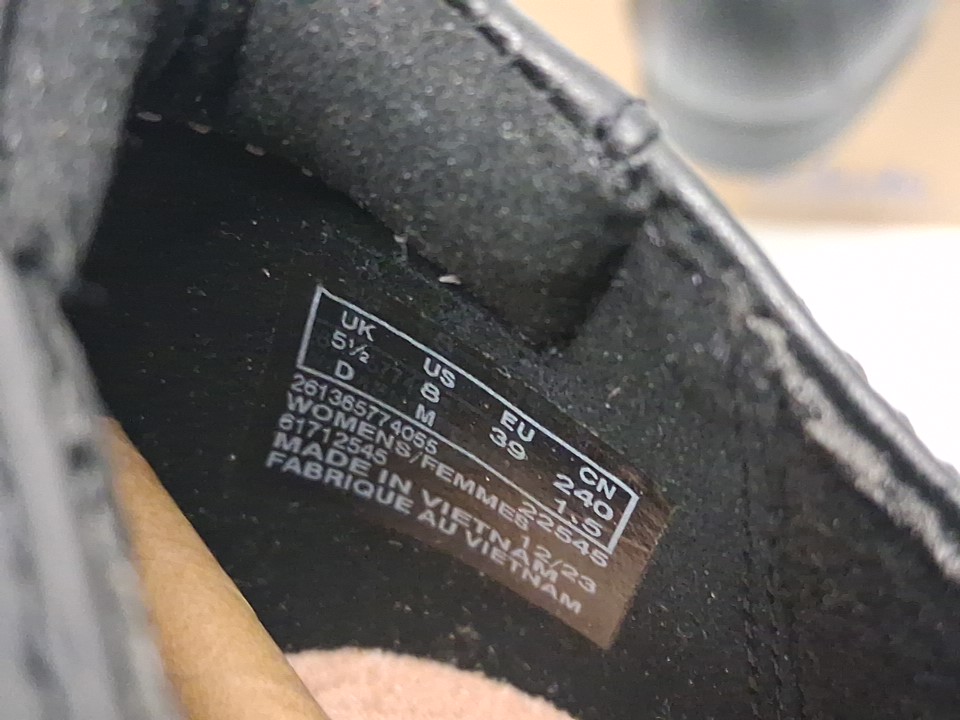 UK US EU CN
5½ 8 39 240
D M 1.5
261365774055 22545
WOMENS/FEMMES
61712545 12/23
MADE IN VIETNAM
FABRIQUE AU VIETNAM